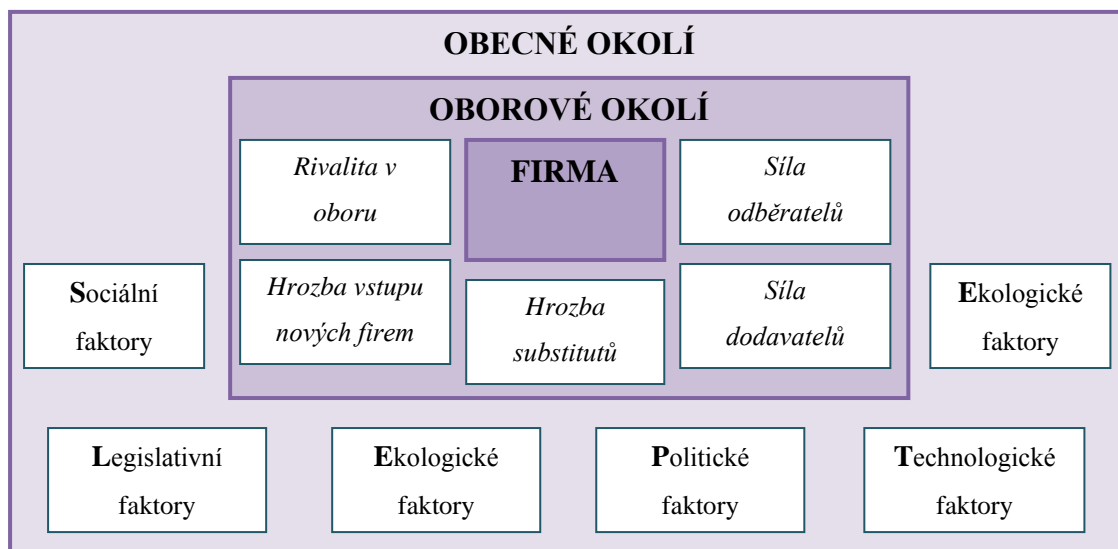 OBECNÉ OKOLÍ
OBOROVÉ OKOLÍ
Rivalita v
oboru
FIRMA
Síla
odběratelů
Hrozba vstupu
nových firem
Hrozba
substitutů
Síla
dodavatelů
Sociální
faktory
Ekologické
faktory
Legislativní
faktory
Ekologické
faktory
Politické
faktory
Technologické
faktory